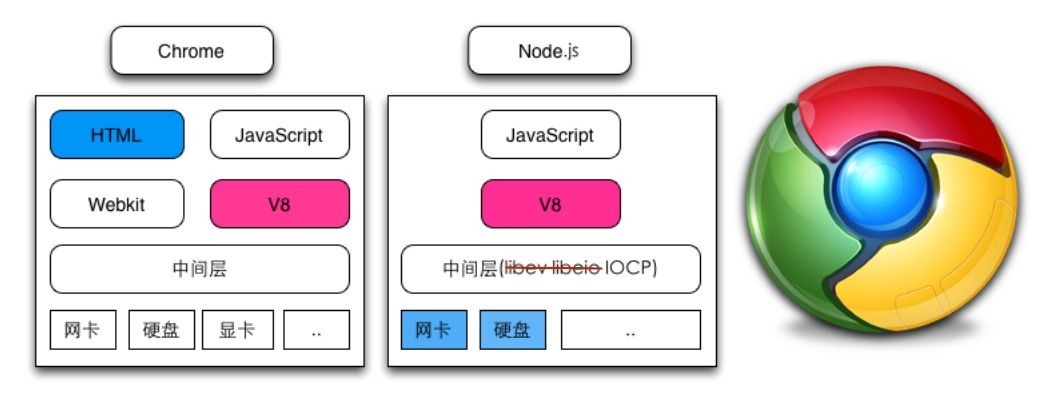 Chrome
Node.js
HTML
JavaScript
Webkit
V8
中间层
网卡
硬盘
显卡
..
JavaScript
V8
中间层(libev libeio IOCP)
网卡
硬盘
..